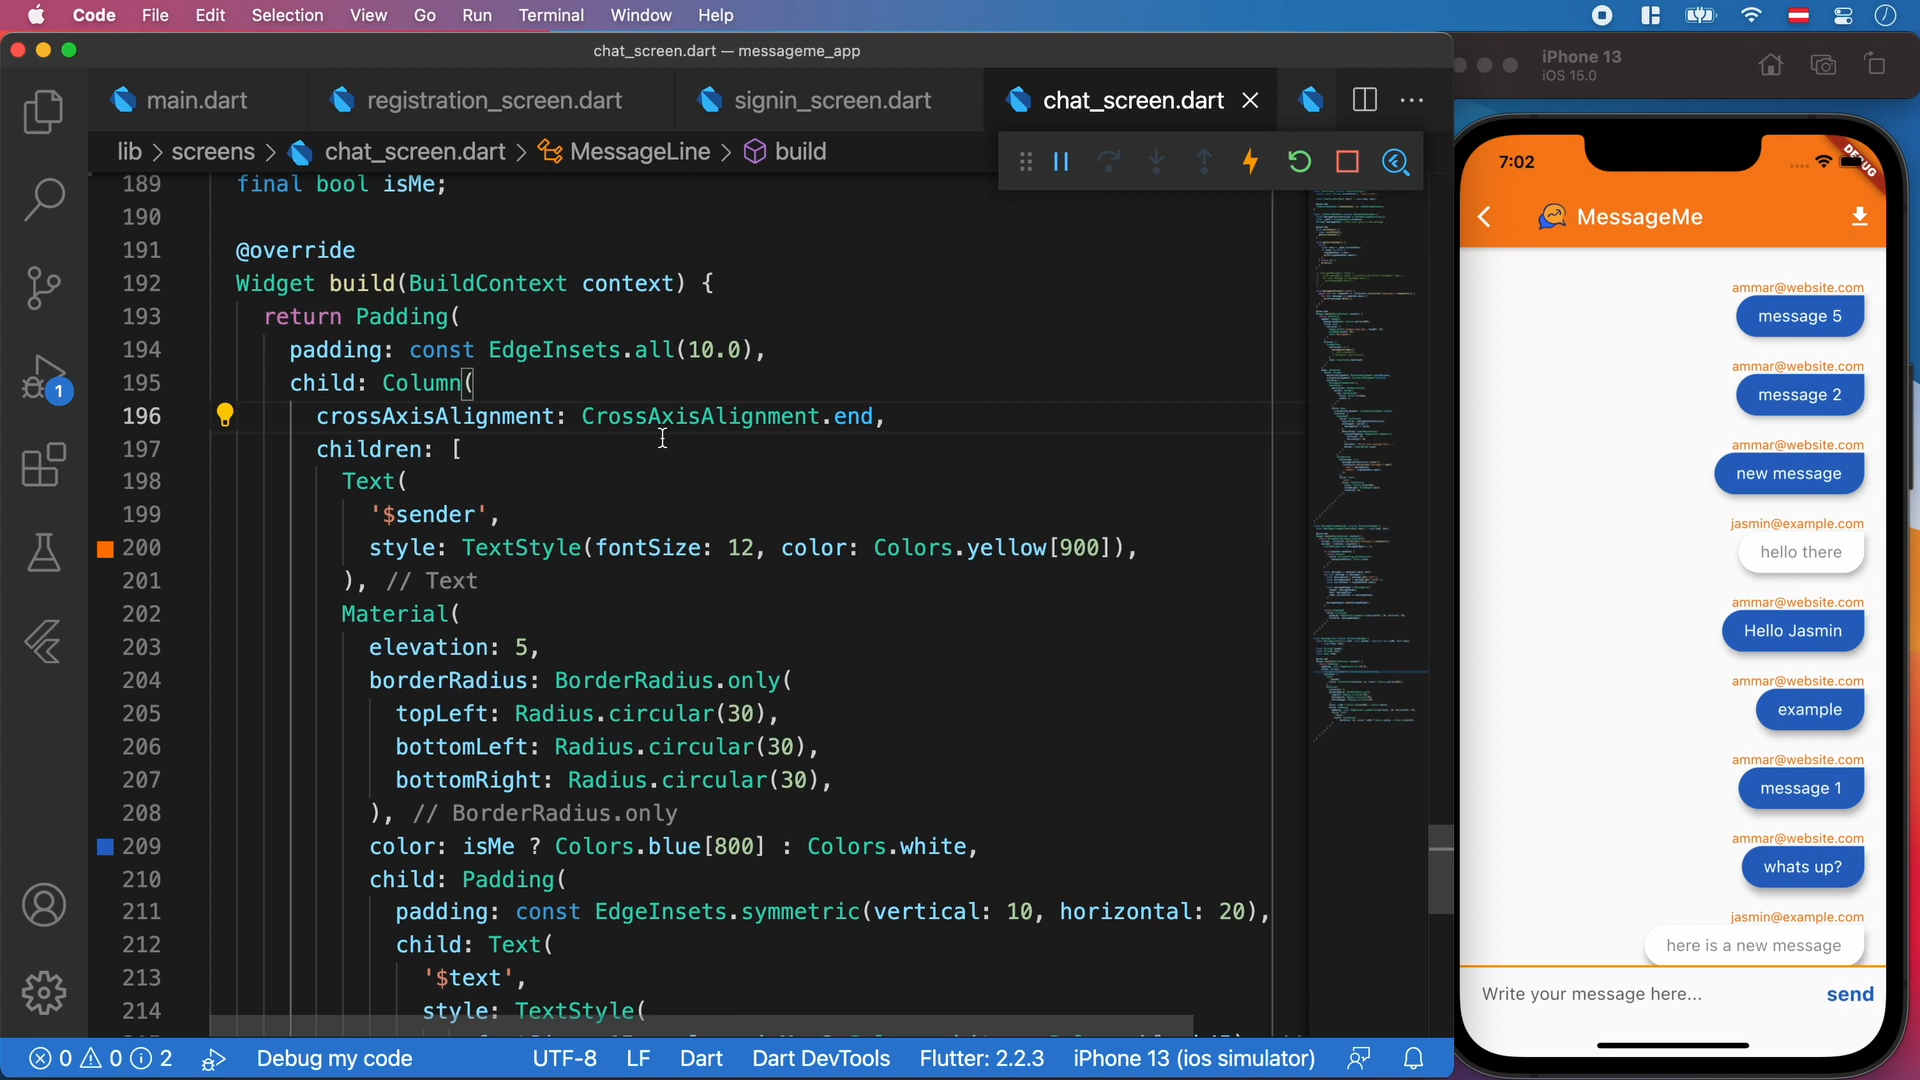 Code File Edit Selection View Go Run Terminal Window Help
chat_screen.dart — messageme_app
main.dart registration_screen.dart signin_screen.dart chat_screen.dart
lib > screens > chat_screen.dart > MessageLine > build
189 final bool isMe;
190
191 @override
192 Widget build(BuildContext context) {
193 return Padding(
194 padding: const EdgeInsets.all(10.0),
195 child: Column(
196 crossAxisAlignment: CrossAxisAlignment.end,
197 children: [
198 Text(
199 '$sender',
200 style: TextStyle(fontSize: 12, color: Colors.yellow[900]),
201 ), // Text
202 Material(
203 elevation: 5,
204 borderRadius: BorderRadius.only(
205 topLeft: Radius.circular(30),
206 bottomLeft: Radius.circular(30),
207 bottomRight: Radius.circular(30),
208 ), // BorderRadius.only
209 color: isMe ? Colors.blue[800] : Colors.white,
210 child: Padding(
211 padding: const EdgeInsets.symmetric(vertical: 10, horizontal: 20),
212 child: Text(
213 '$text',
214 style: TextStyle(
1
0 0 2 Debug my code UTF-8 LF Dart Dart DevTools Flutter: 2.2.3 iPhone 13 (ios simulator)
iPhone 13
iOS 15.0
7:02
DEBUG
MessageMe
ammar@website.com
message 5
ammar@website.com
message 2
ammar@website.com
new message
jasmin@example.com
hello there
ammar@website.com
Hello Jasmin
ammar@website.com
example
ammar@website.com
message 1
ammar@website.com
whats up?
jasmin@example.com
here is a new message
Write your message here... send